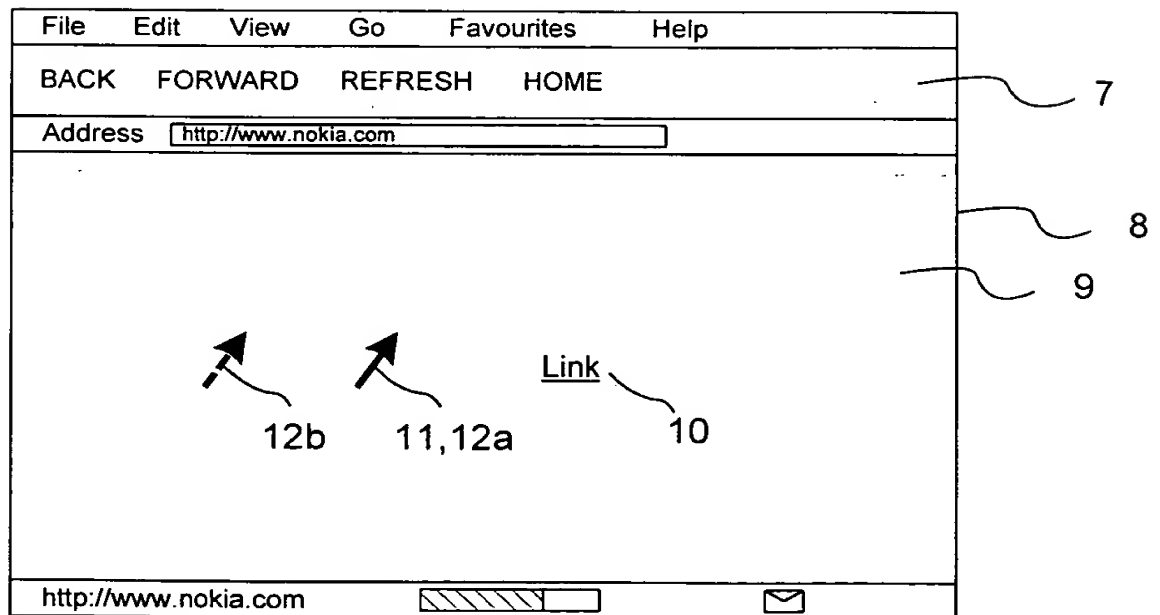 File Edit View Go Favourites Help
BACK FORWARD REFRESH HOME
7
Address http://www.nokia.com
8
9
Link
12b 11,12a 10
http://www.nokia.com